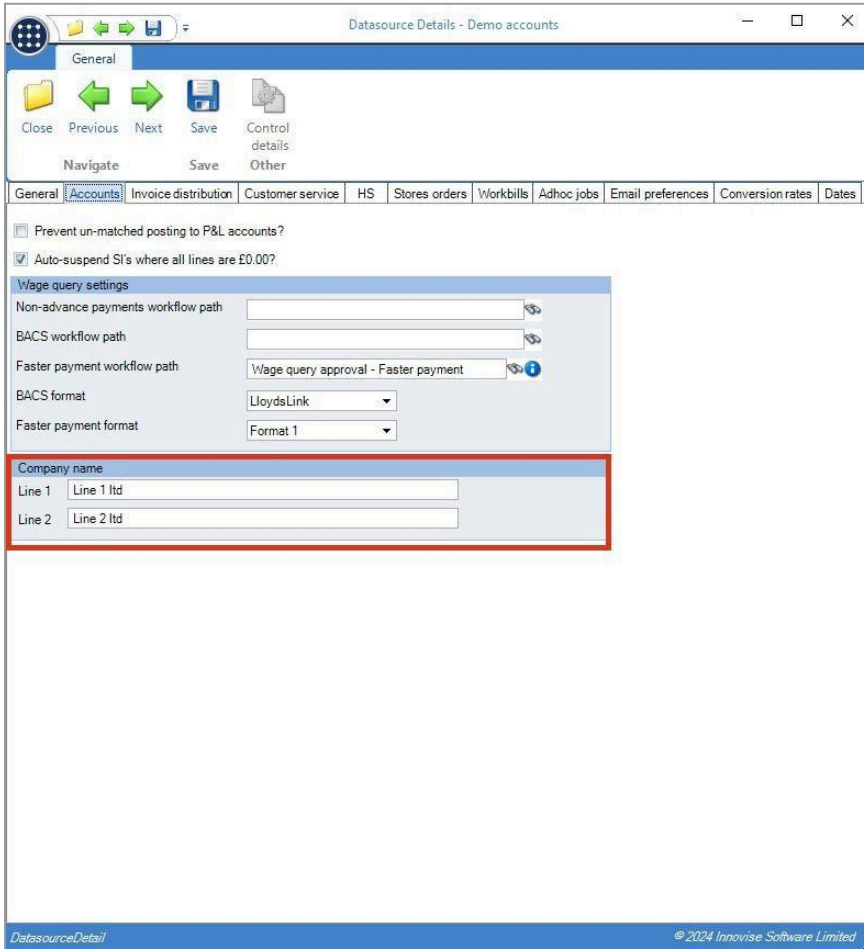 Datasource Details - Demo accounts
General
Close Previous Next Save Control details
Navigate Save Other
General Accounts Invoice distribution Customer service HS Stores orders Workbills Adhoc jobs Email preferences Conversion rates Dates
Prevent un-matched posting to P&L accounts?
Auto-suspend SI's where all lines are £0.00?
Wage query settings
Non-advance payments workflow path
BACS workflow path
Faster payment workflow path Wage query approval - Faster payment
BACS format LloydsLink
Faster payment format Format 1
Company name
Line 1 Line 1 ltd
Line 2 Line 2 ltd
DatasourceDetail © 2024 Innovise Software Limited